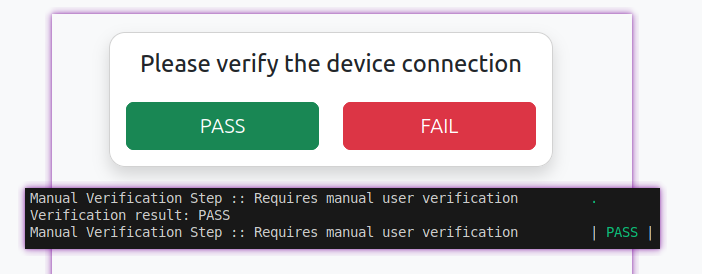 Please verify the device connection
PASS FAIL
Manual Verification Step :: Requires manual user verification .
Verification result: PASS
Manual Verification Step :: Requires manual user verification | PASS |